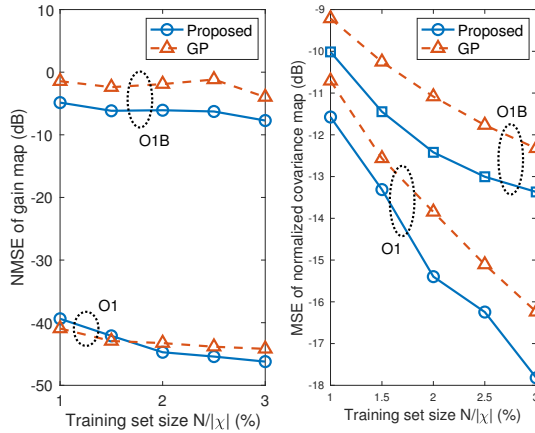 Proposed
GP
0
-10
-20
-30
-40
-50
NMSE of gain map (dB)
O1B
O1
1
2
3
Training set size N/|χ| (%)
Proposed
GP
-9
-10
-11
-12
-13
-14
-15
-16
-17
-18
MSE of normalized covariance map (dB)
O1B
O1
1
1.5
2
2.5
3
Training set size N/|χ| (%)